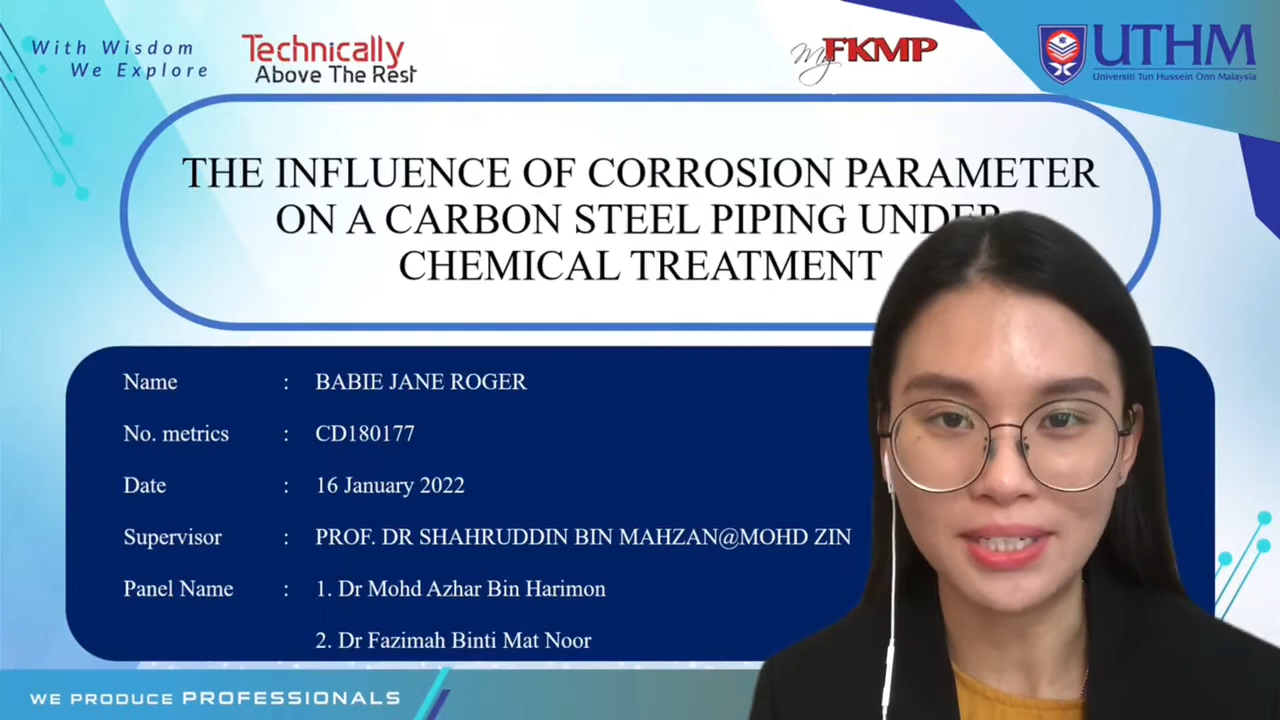 With Wisdom
We Explore
Technically
Above The Rest
My FKMP
UTHM
Universiti Tun Hussein Onn Malaysia
THE INFLUENCE OF CORROSION PARAMETER
ON A CARBON STEEL PIPING UNDER
CHEMICAL TREATMENT
Name : BABIE JANE ROGER
No. metrics : CD180177
Date : 16 January 2022
Supervisor : PROF. DR SHAHRUDDIN BIN MAHZAN@MOHD ZIN
Panel Name : 1. Dr Mohd Azhar Bin Harimon
2. Dr Fazimah Binti Mat Noor
WE PRODUCE PROFESSIONALS